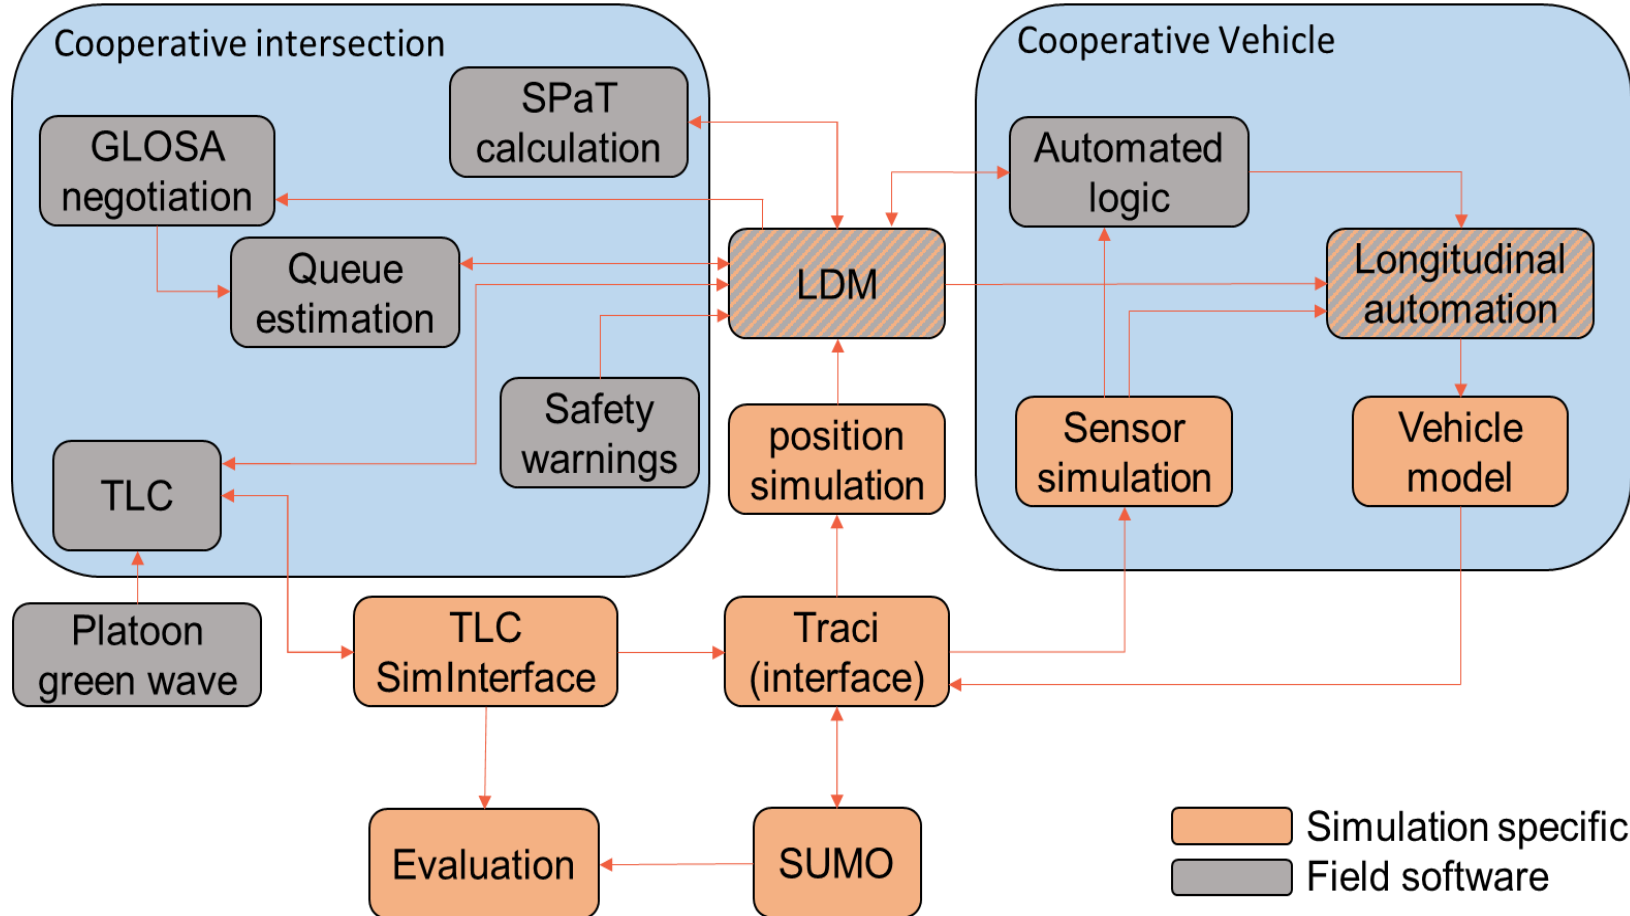 Cooperative intersection
Cooperative Vehicle
SPaT
calculation
GLOSA
negotiation
Automated
logic
Queue
estimation
LDM
Longitudinal
automation
Safety
warnings
position
simulation
Sensor
simulation
Vehicle
model
TLC
Platoon
green wave
TLC
SimInterface
Traci
(interface)
Evaluation
SUMO
Simulation specific
Field software